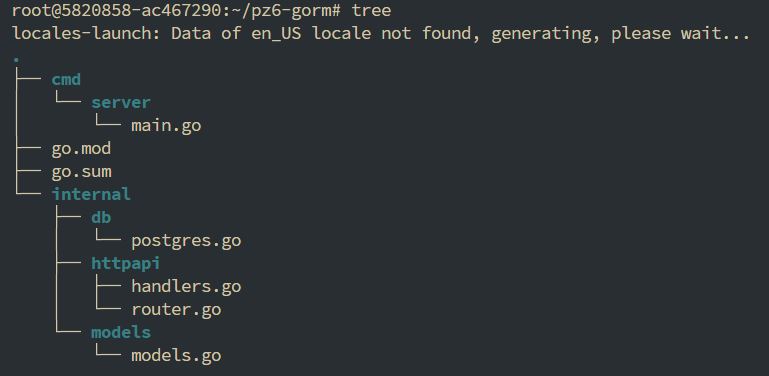 root@5820858-ac467290:~/pz6-gorm# tree
locales-launch: Data of en_US locale not found, generating, please wait...
.
├── cmd
│   └── server
│       └── main.go
├── go.mod
├── go.sum
└── internal
    ├── db
    │   └── postgres.go
    ├── httpapi
    │   ├── handlers.go
    │   └── router.go
    └── models
        └── models.go